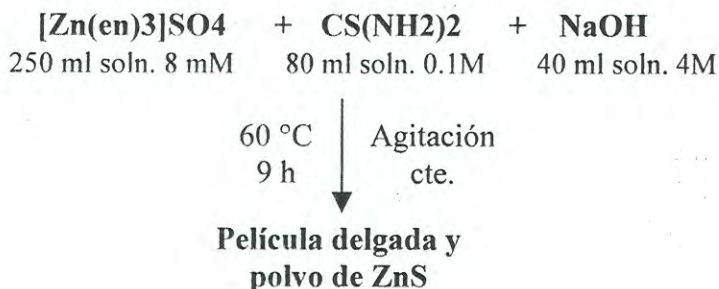 [Zn(en)3]SO4 + CS(NH2)2 + NaOH
250 ml soln. 8 mM 80 ml soln. 0.1M 40 ml soln. 4M
60 °C Agitación
9 h cte.
Película delgada y
polvo de ZnS